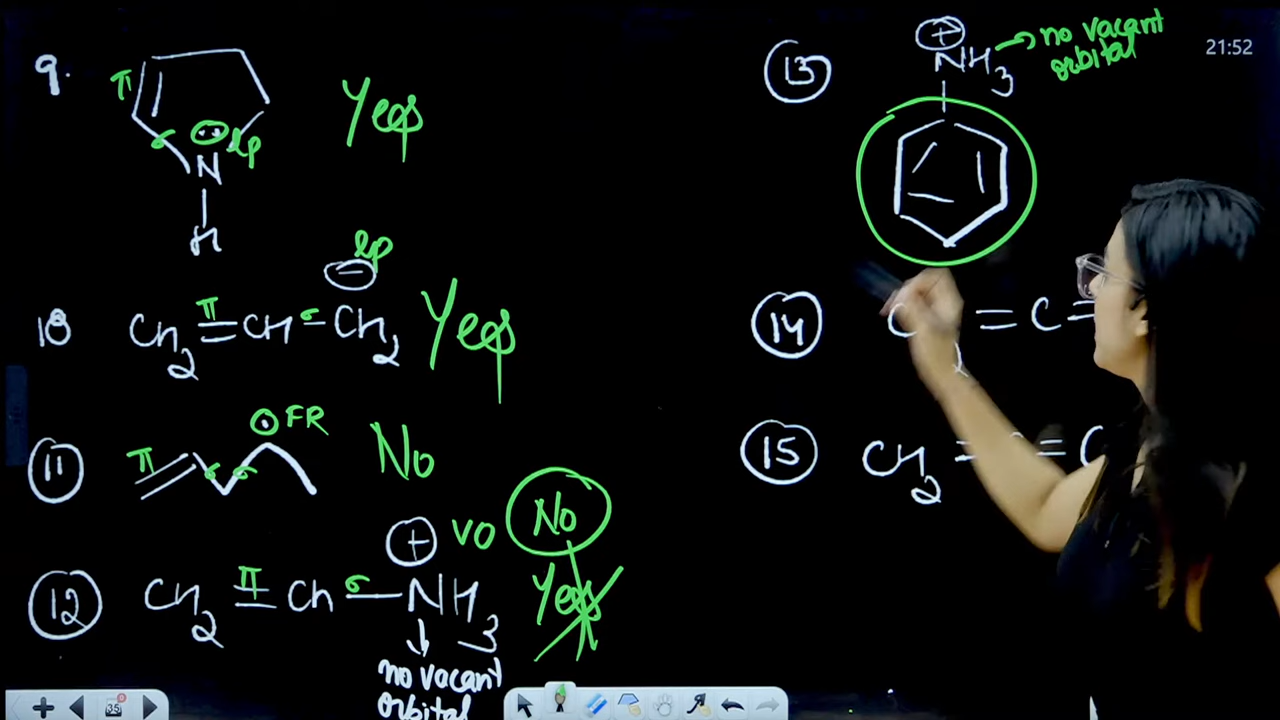 9.
π
σ
lp
N
H
Yes
10
CH2 = CH - CH2
π
σ
lp
Yes
11
π
σ
σ
FR
No
12
CH2 = Ch — NH3
π
σ
+
VO
No
Yes
no vacant
orbital
13
+
NH3
no vacant
orbital
14
C = C =
15
CH2 = = C
21:52
35